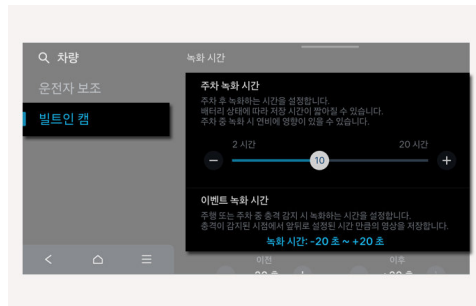 차량
녹화 시간
운전자 보조
빌트인 캠
주차 녹화 시간
주차 후 녹화하는 시간을 설정합니다.
배터리 상태에 따라 저장 시간이 짧아질 수 있습니다.
주차 중 녹화 시 연비에 영향이 있을 수 있습니다.
2 시간
20 시간
10
이벤트 녹화 시간
주행 또는 주차 중 충격 감지 시 녹화하는 시간을 설정합니다.
충격이 감지된 시점에서 앞뒤로 설정된 시간 만큼의 영상을 저장합니다.
녹화 시간: -20 초 ~ +20 초
이전
이후